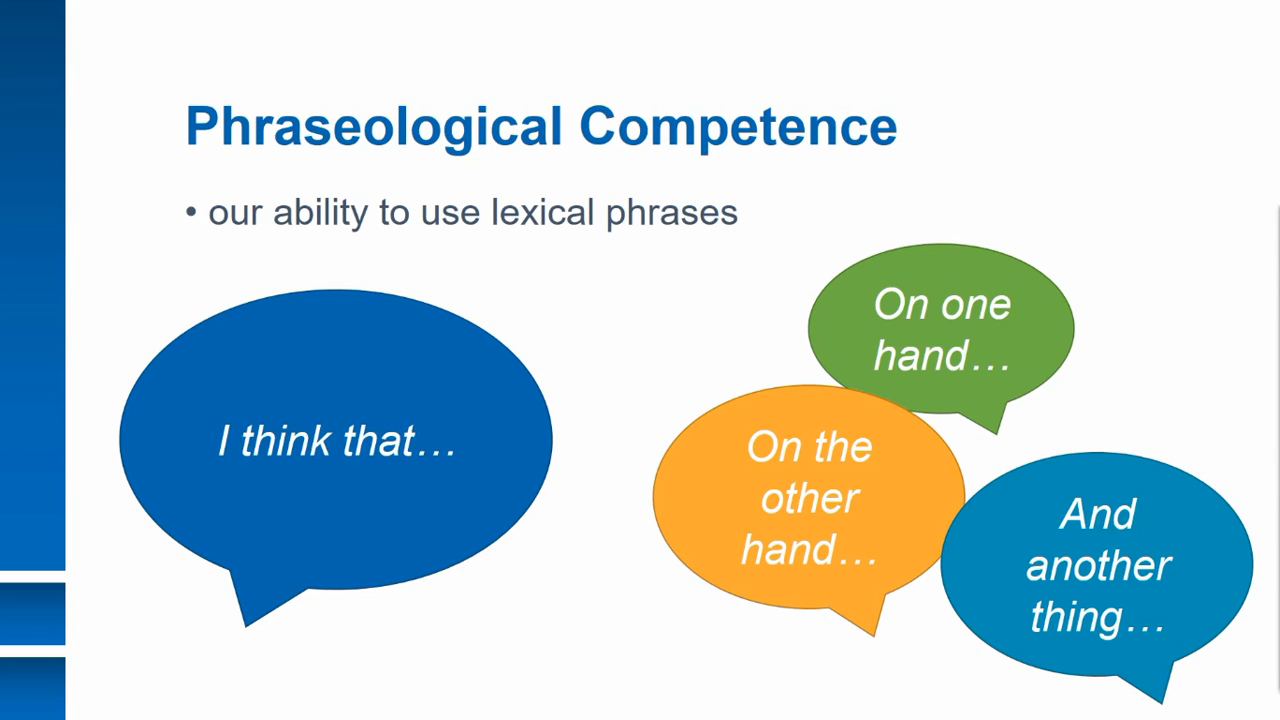 Phraseological Competence
• our ability to use lexical phrases
I think that…
On one
hand…
On the
other
hand…
And
another
thing…